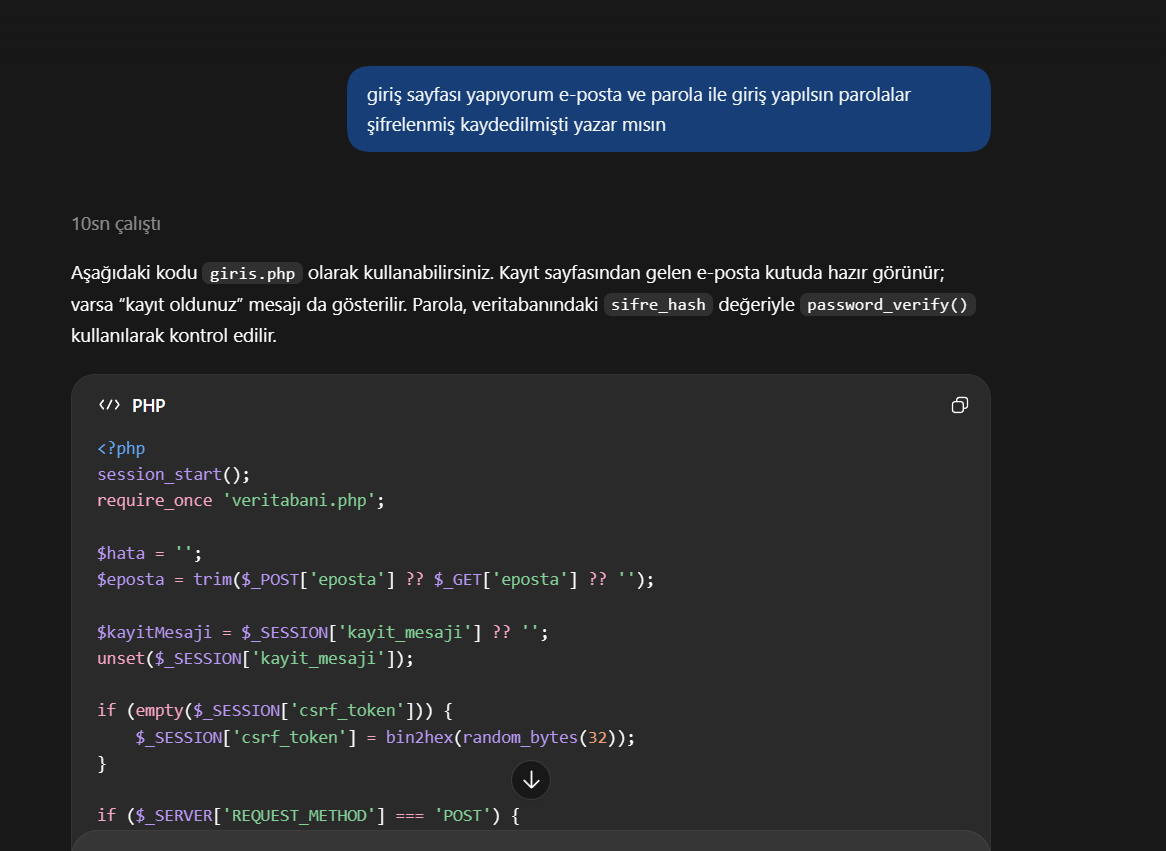 giriş sayfası yapıyorum e-posta ve parola ile giriş yapılsın parolalar
şifrelenmiş kaydedilmişti yazar mısın
10sn çalıştı
Aşağıdaki kodu giris.php olarak kullanabilirsiniz. Kayıt sayfasından gelen e-posta kutuda hazır görünür;
varsa “kayıt oldunuz” mesajı da gösterilir. Parola, veritabanındaki sifre_hash değeriyle password_verify()
kullanılarak kontrol edilir.
</> PHP
<?php
session_start();
require_once 'veritabani.php';
$hata = '';
$eposta = trim($_POST['eposta'] ?? $_GET['eposta'] ?? '');
$kayitMesaji = $_SESSION['kayit_mesaji'] ?? '';
unset($_SESSION['kayit_mesaji']);
if (empty($_SESSION['csrf_token'])) {
    $_SESSION['csrf_token'] = bin2hex(random_bytes(32));
}
if ($_SERVER['REQUEST_METHOD'] === 'POST') {